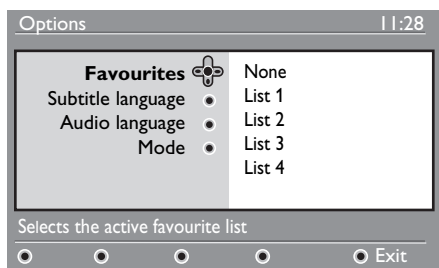 Options 11:28
Favourites None
Subtitle language List 1
Audio language List 2
Mode List 3
List 4
Selects the active favourite list
Exit